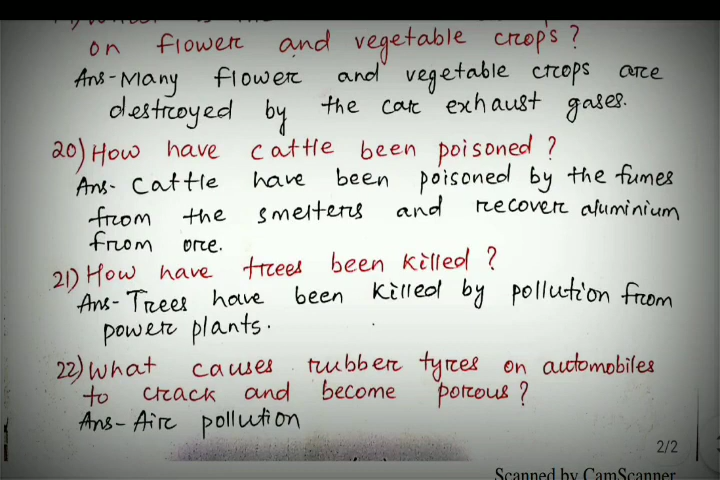 on flower and vegetable crops?
Ans-Many flower and vegetable crops are
destroyed by the car exhaust gases.
20) How have cattle been poisoned?
Ans- cattle have been poisoned by the fumes
from the smelters and recover aluminium
from ore.
21) How have trees been killed?
Ans- Trees have been killed by pollution from
power plants.
22) What causes rubber tyres on automobiles
to crack and become porous?
Ans- Air pollution
2/2
Scanned by CamScanner